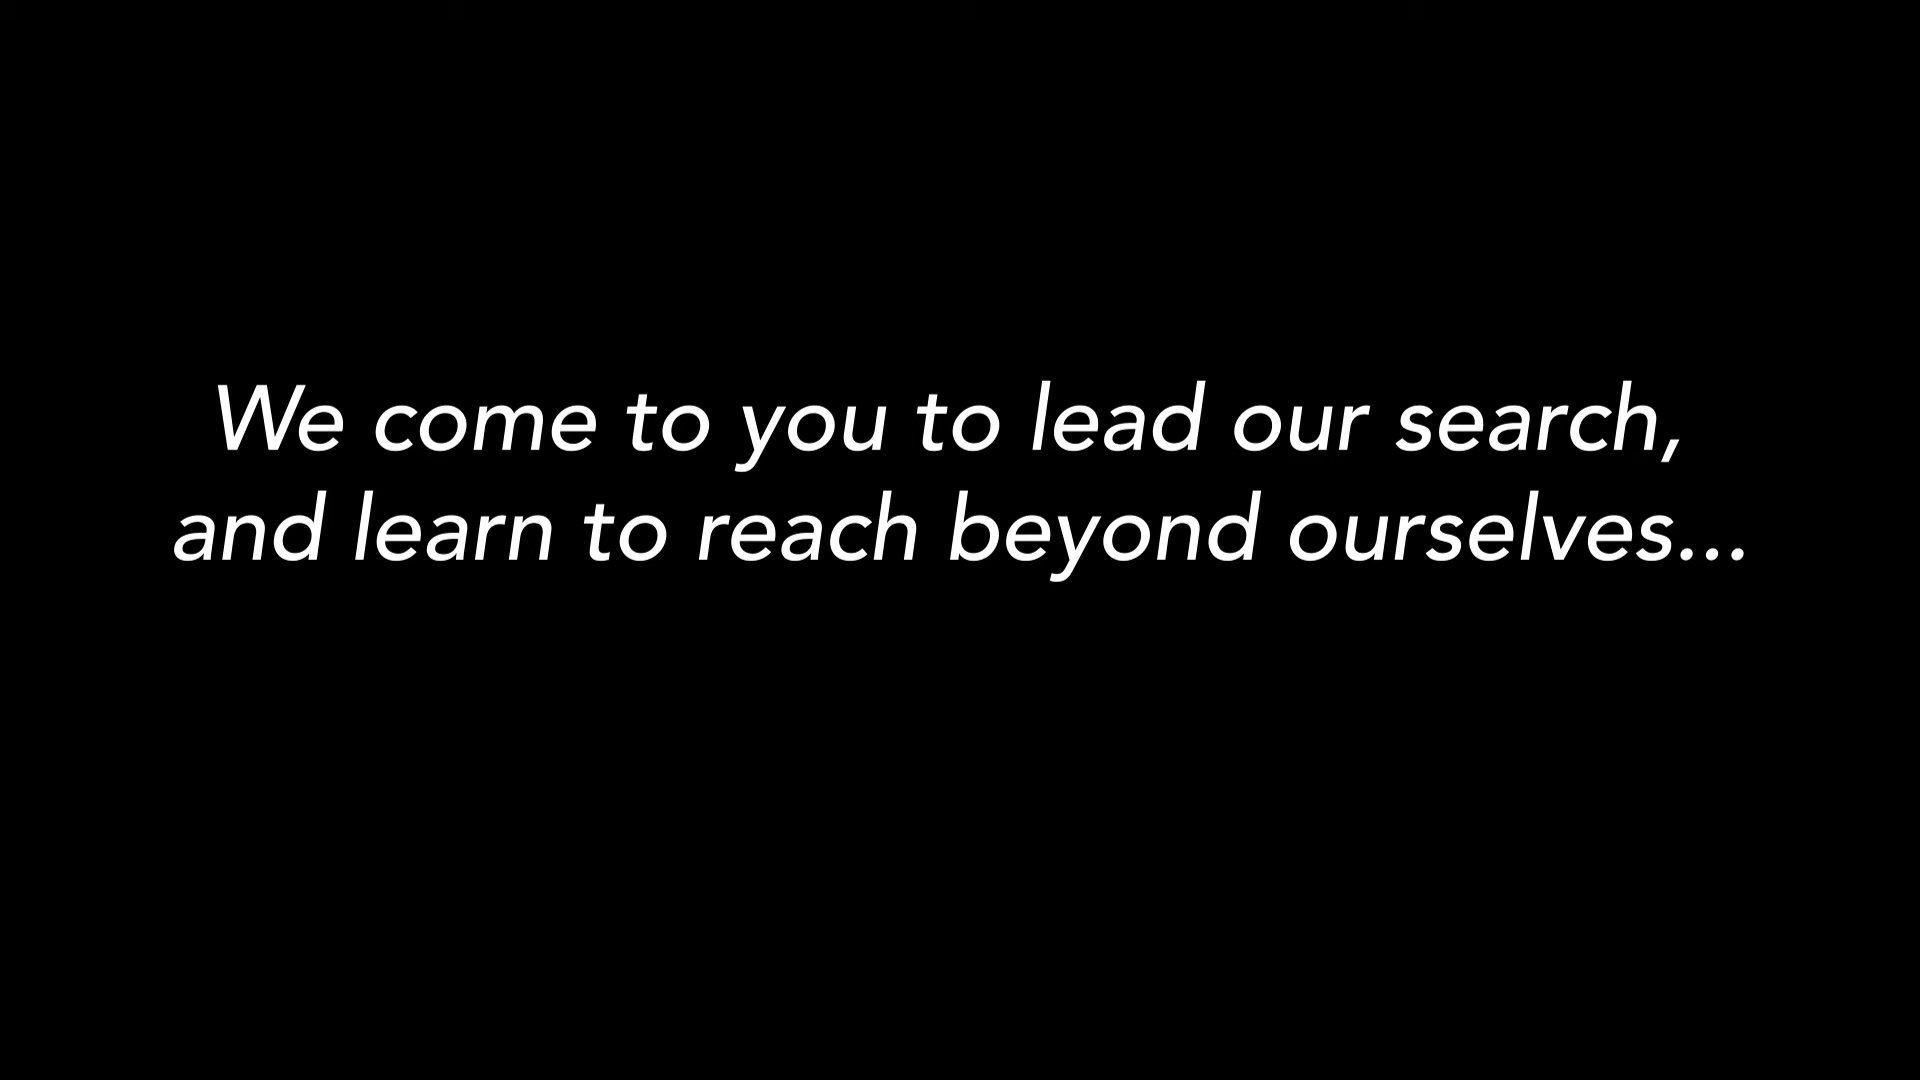 We come to you to lead our search,
and learn to reach beyond ourselves...